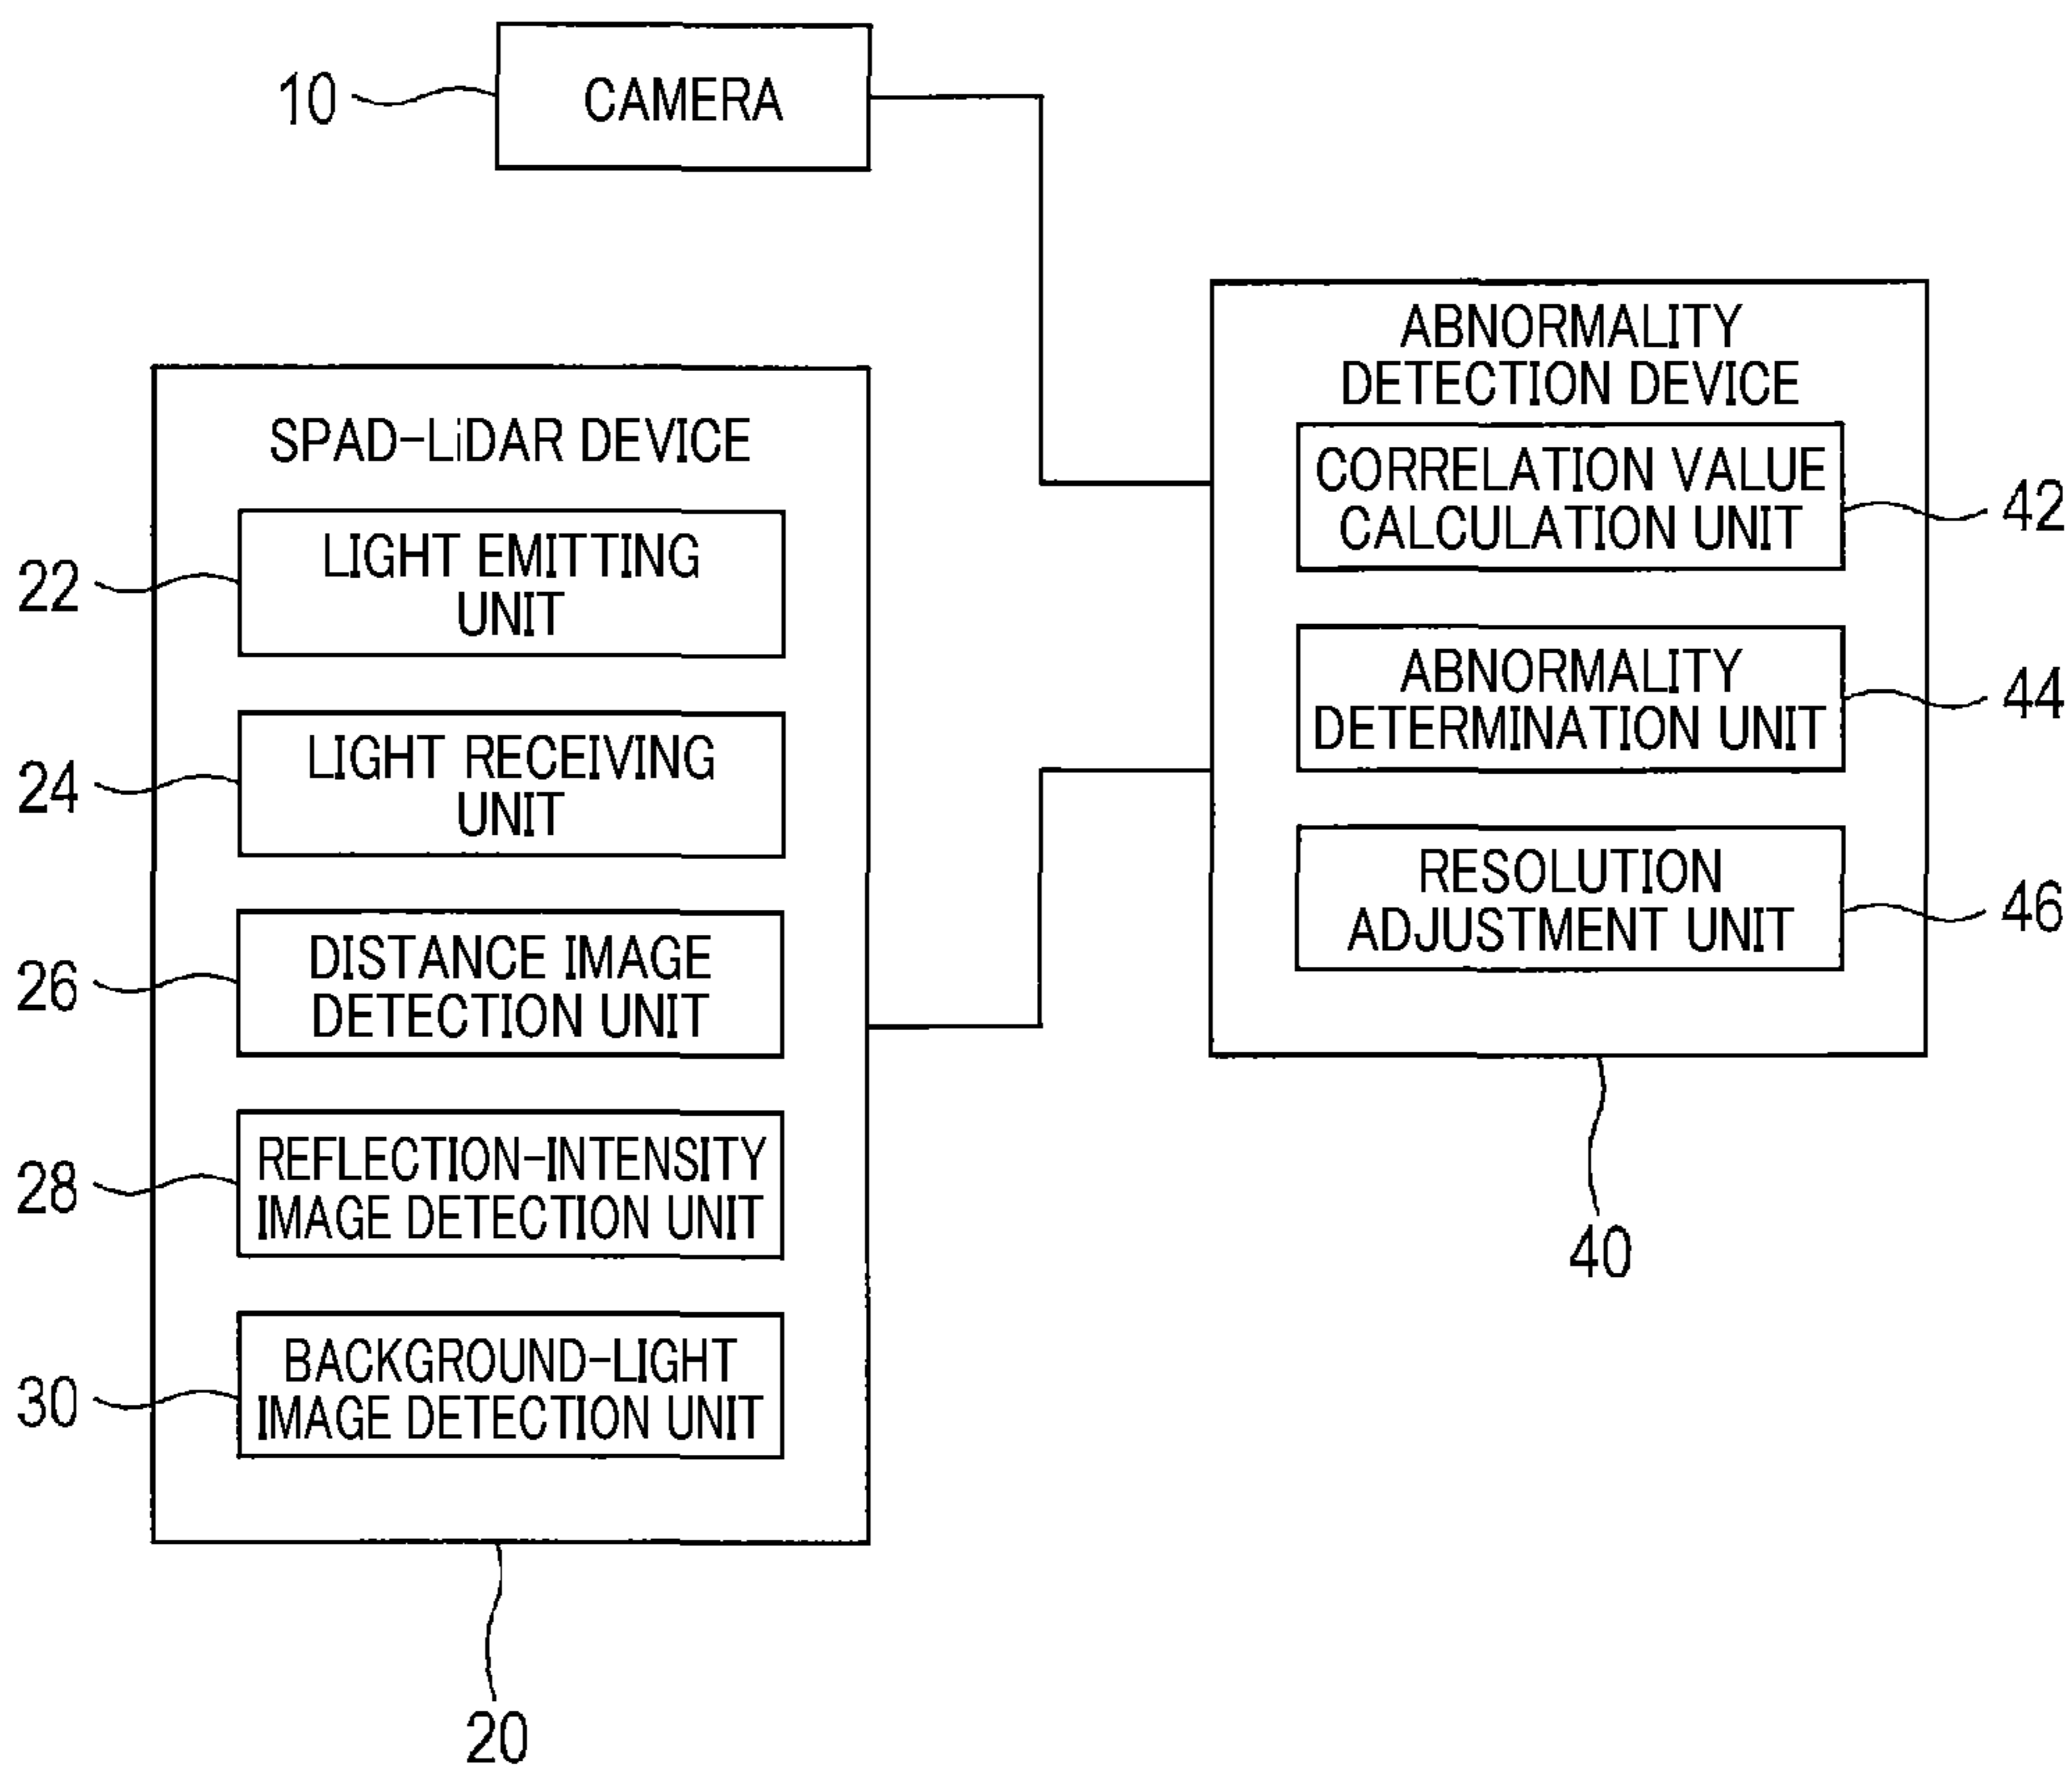 10
CAMERA
SPAD-LiDAR DEVICE
22
LIGHT EMITTING
UNIT
24
LIGHT RECEIVING
UNIT
26
DISTANCE IMAGE
DETECTION UNIT
28
REFLECTION-INTENSITY
IMAGE DETECTION UNIT
30
BACKGROUND-LIGHT
IMAGE DETECTION UNIT
20
ABNORMALITY
DETECTION DEVICE
CORRELATION VALUE
CALCULATION UNIT
42
ABNORMALITY
DETERMINATION UNIT
44
RESOLUTION
ADJUSTMENT UNIT
46
40